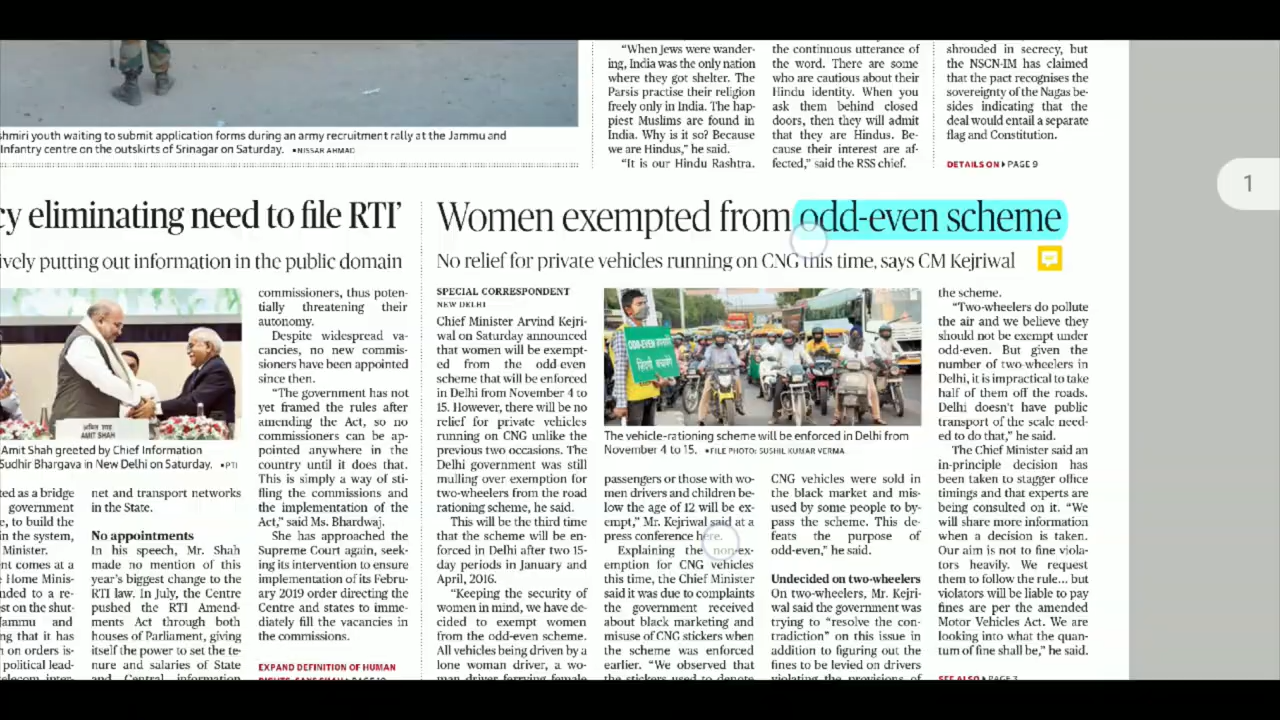 "When Jews were wander-
ing, India was the only nation
where they got shelter. The
Parsis practise their religion
freely only in India. The hap-
piest Muslims are found in
India. Why is it so? Because
we are Hindus," he said.
"It is our Hindu Rashtra.
the continuous utterance of
the word. There are some
who are cautious about their
Hindu identity. When you
ask them behind closed
doors, then they will admit
that they are Hindus. Be-
cause their interest are af-
fected," said the RSS chief.
shrouded in secrecy, but
the NSCN-IM has claimed
that the pact recognises the
sovereignty of the Nagas be-
sides indicating that the
deal would entail a separate
flag and Constitution.
DETAILS ON ▸ PAGE 9
1
shmiri youth waiting to submit application forms during an army recruitment rally at the Jammu and
Infantry centre on the outskirts of Srinagar on Saturday. •NISSAR AHMAD
cy eliminating need to file RTI'
ively putting out information in the public domain
AMIT SHAH
Amit Shah greeted by Chief Information
Sudhir Bhargava in New Delhi on Saturday. •PTI
ted as a bridge
government
e, to build the
in the system,
Minister.
nt comes at a
Home Minis-
nded to a re-
st on the shut-
Jammu and
ng that it has
h on orders is-
political lead-
net and transport networks
in the State.
No appointments
In his speech, Mr. Shah
made no mention of this
year's biggest change to the
RTI law. In July, the Centre
pushed the RTI Amend-
ments Act through both
houses of Parliament, giving
itself the power to set the te-
nure and salaries of State
and Central information
commissioners, thus poten-
tially threatening their
autonomy.
Despite widespread va-
cancies, no new commis-
sioners have been appointed
since then.
"The government has not
yet framed the rules after
amending the Act, so no
commissioners can be ap-
pointed anywhere in the
country until it does that.
This is simply a way of sti-
fling the commissions and
the implementation of the
Act," said Ms. Bhardwaj.
She has approached the
Supreme Court again, seek-
ing its intervention to ensure
implementation of its Febru-
ary 2019 order directing the
Centre and states to imme-
diately fill the vacancies in
the commissions.
EXPAND DEFINITION OF HUMAN
Women exempted from odd-even scheme
No relief for private vehicles running on CNG this time, says CM Kejriwal
SPECIAL CORRESPONDENT
NEW DELHI
Chief Minister Arvind Kejri-
wal on Saturday announced
that women will be exempt-
ed from the odd-even
scheme that will be enforced
in Delhi from November 4 to
15. However, there will be no
relief for private vehicles
running on CNG unlike the
previous two occasions. The
Delhi government was still
mulling over exemption for
two-wheelers from the road
rationing scheme, he said.
This will be the third time
that the scheme will be en-
forced in Delhi after two 15-
day periods in January and
April, 2016.
"Keeping the security of
women in mind, we have de-
cided to exempt women
from the odd-even scheme.
All vehicles being driven by a
lone woman driver, a wo-
man driver ferrying female
ODD-EVEN
The vehicle-rationing scheme will be enforced in Delhi from
November 4 to 15. •FILE PHOTO: SUSHIL KUMAR VERMA
passengers or those with wo-
men drivers and children be-
low the age of 12 will be ex-
empt," Mr. Kejriwal said at a
press conference here.
Explaining the non-ex-
emption for CNG vehicles
this time, the Chief Minister
said it was due to complaints
the government received
about black marketing and
misuse of CNG stickers when
the scheme was enforced
earlier. "We observed that
the stickers used to denote
CNG vehicles were sold in
the black market and mis-
used by some people to by-
pass the scheme. This de-
feats the purpose of
odd-even," he said.
Undecided on two-wheelers
On two-wheelers, Mr. Kejri-
wal said the government was
trying to "resolve the con-
tradiction" on this issue in
addition to figuring out the
fines to be levied on drivers
violating the provisions of
the scheme.
"Two-wheelers do pollute
the air and we believe they
should not be exempt under
odd-even. But given the
number of two-wheelers in
Delhi, it is impractical to take
half of them off the roads.
Delhi doesn't have public
transport of the scale need-
ed to do that," he said.
The Chief Minister said an
in-principle decision has
been taken to stagger office
timings and that experts are
being consulted on it. "We
will share more information
when a decision is taken.
Our aim is not to fine viola-
tors heavily. We request
them to follow the rule... but
violators will be liable to pay
fines are per the amended
Motor Vehicles Act. We are
looking into what the quan-
tum of fine shall be," he said.
SEE ALSO ▸ PAGE 3